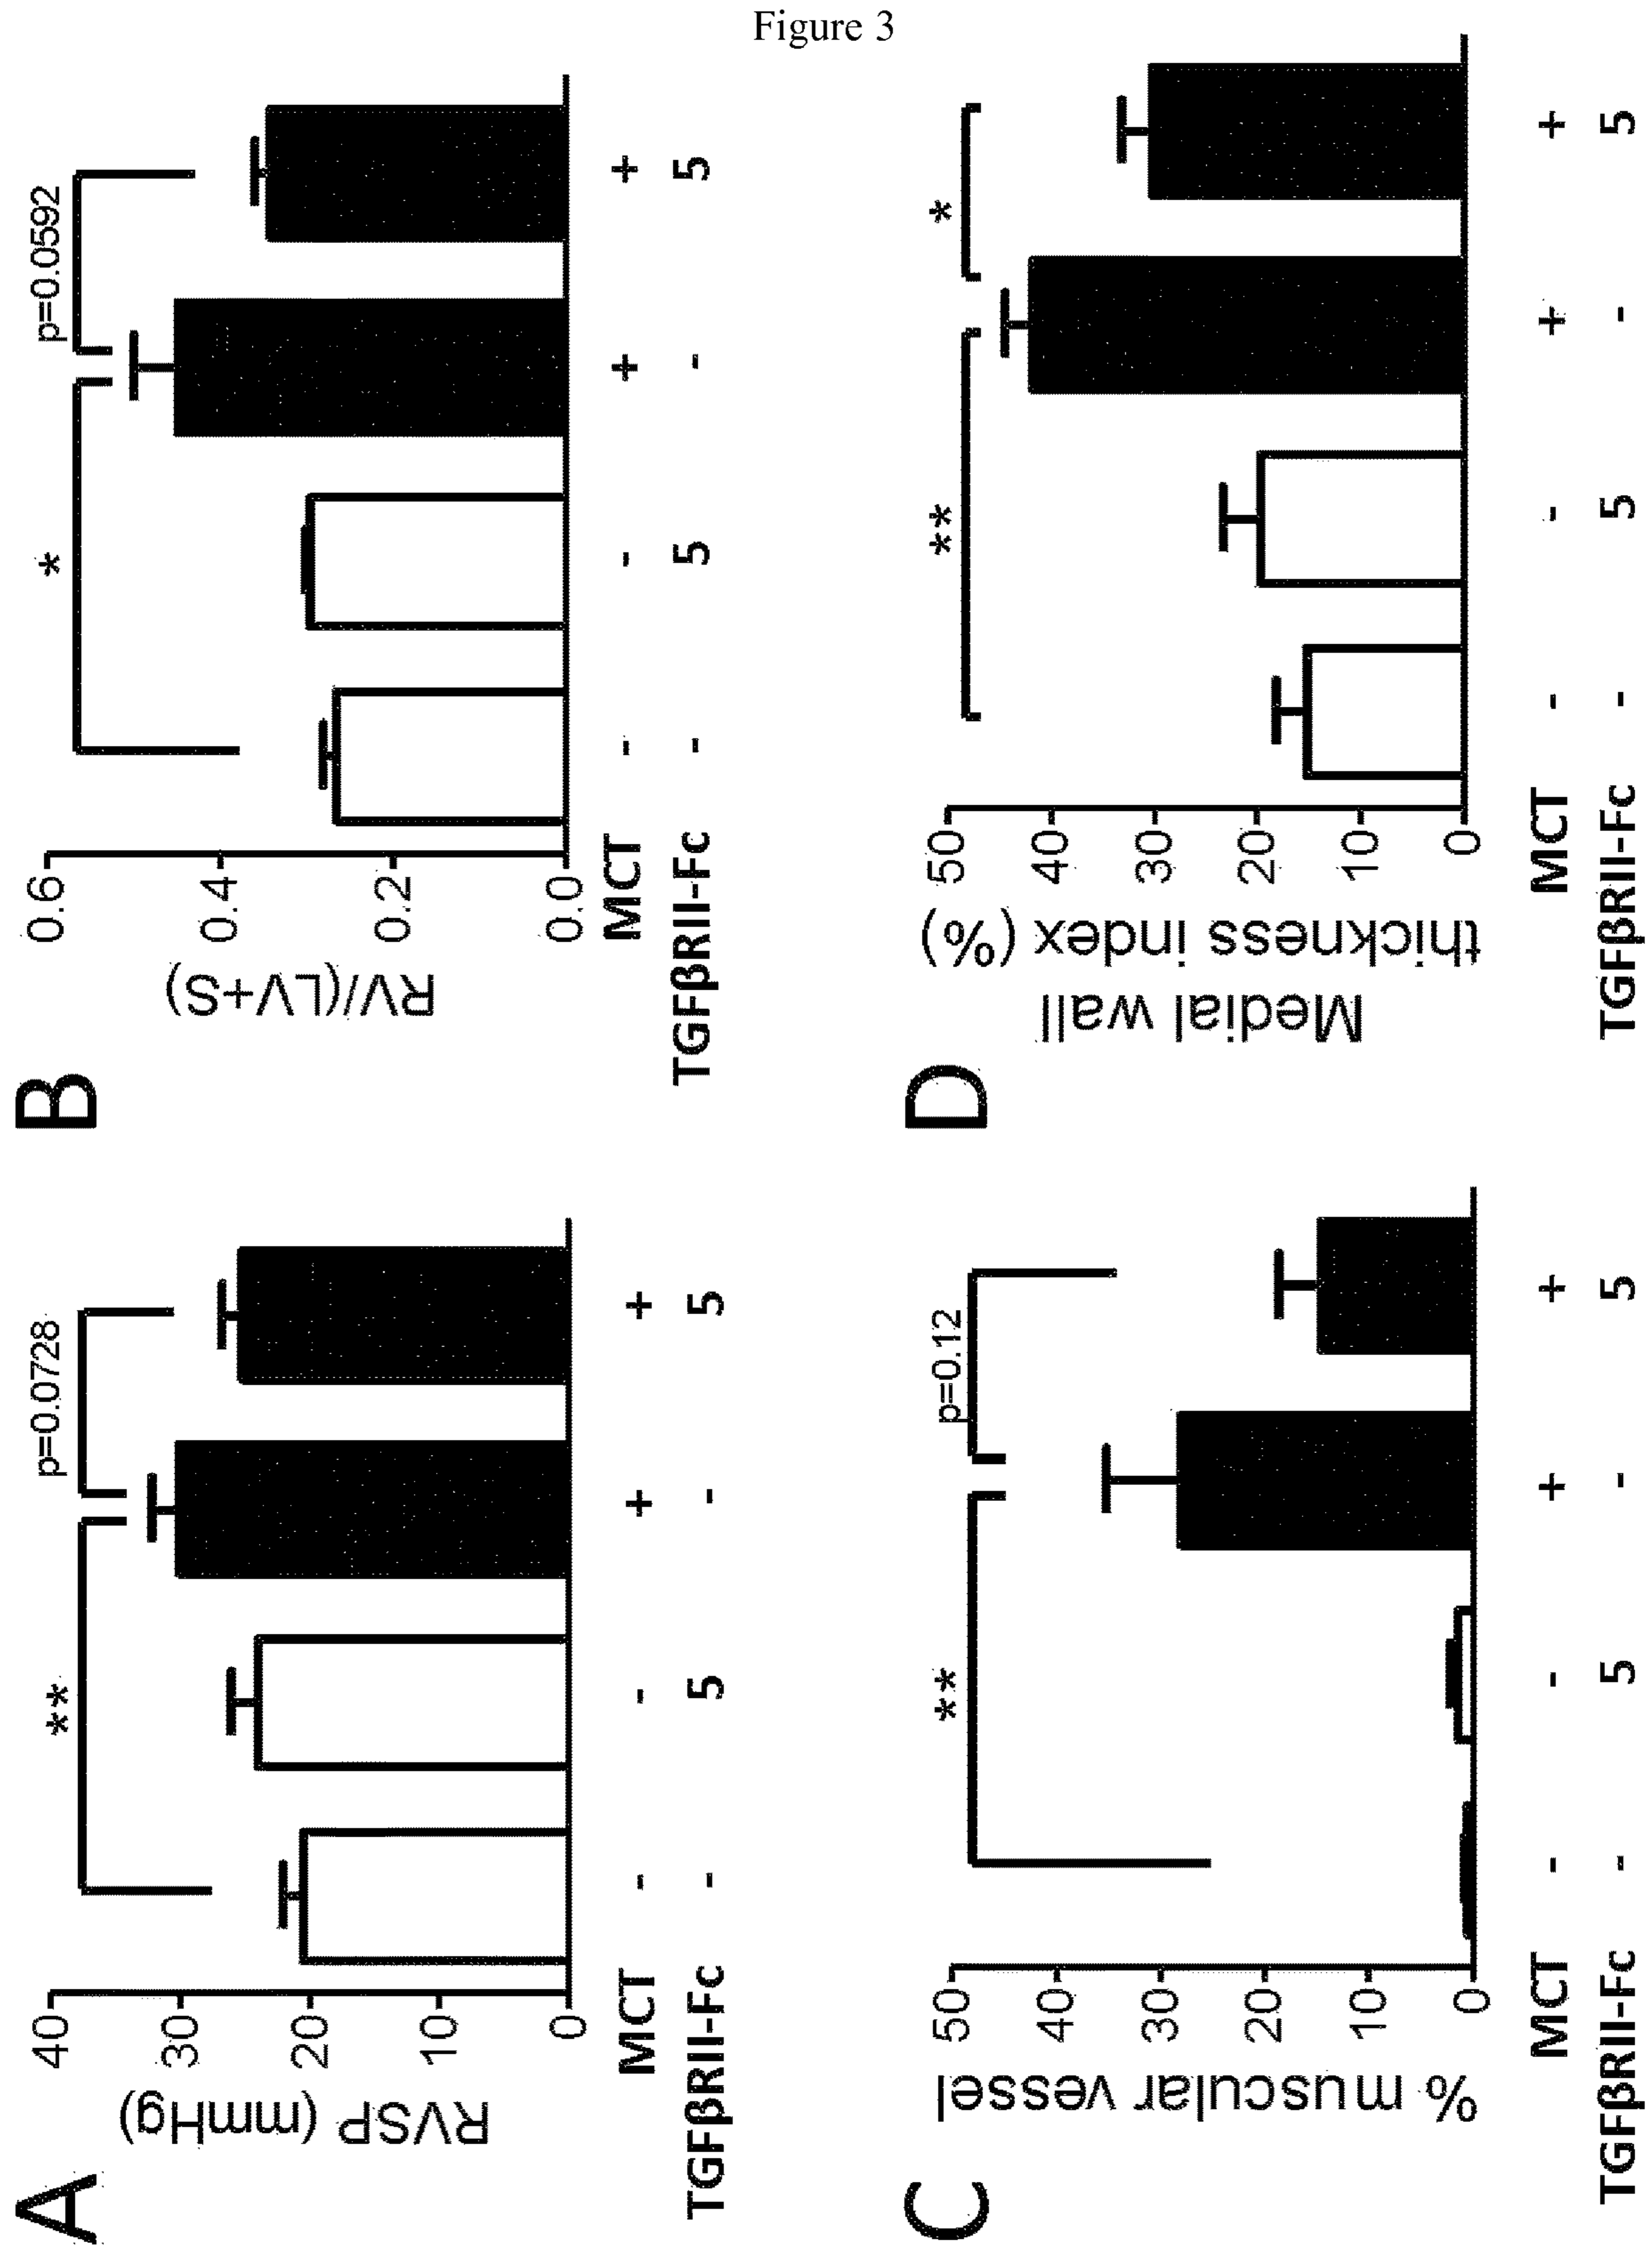 Figure 3
A
RVSP (mmHg)
40
30
20
10
0
**
p=0.0728
MCT - - + +
TGFβRII-Fc - 5 - 5
B
RV/(LV+S)
0.6
0.4
0.2
0.0
*
p=0.0592
MCT - - + +
TGFβRII-Fc - 5 - 5
C
% muscular vessel
50
40
30
20
10
0
**
p=0.12
MCT - - + +
TGFβRII-Fc - 5 - 5
D
Medial wall
thickness index (%)
50
40
30
20
10
0
**
*
MCT - - + +
TGFβRII-Fc - 5 - 5